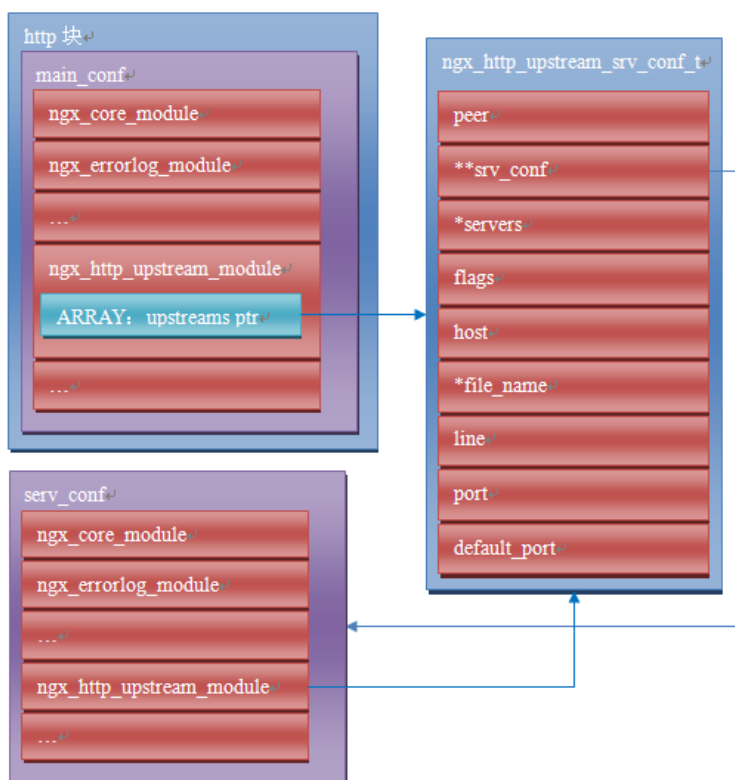 http 块
main_conf
ngx_core_module
ngx_errorlog_module
…
ngx_http_upstream_module
ARRAY：upstreams ptr
…
ngx_http_upstream_srv_conf_t
peer
**srv_conf
*servers
flags
host
*file_name
line
port
default_port
serv_conf
ngx_core_module
ngx_errorlog_module
…
ngx_http_upstream_module
…